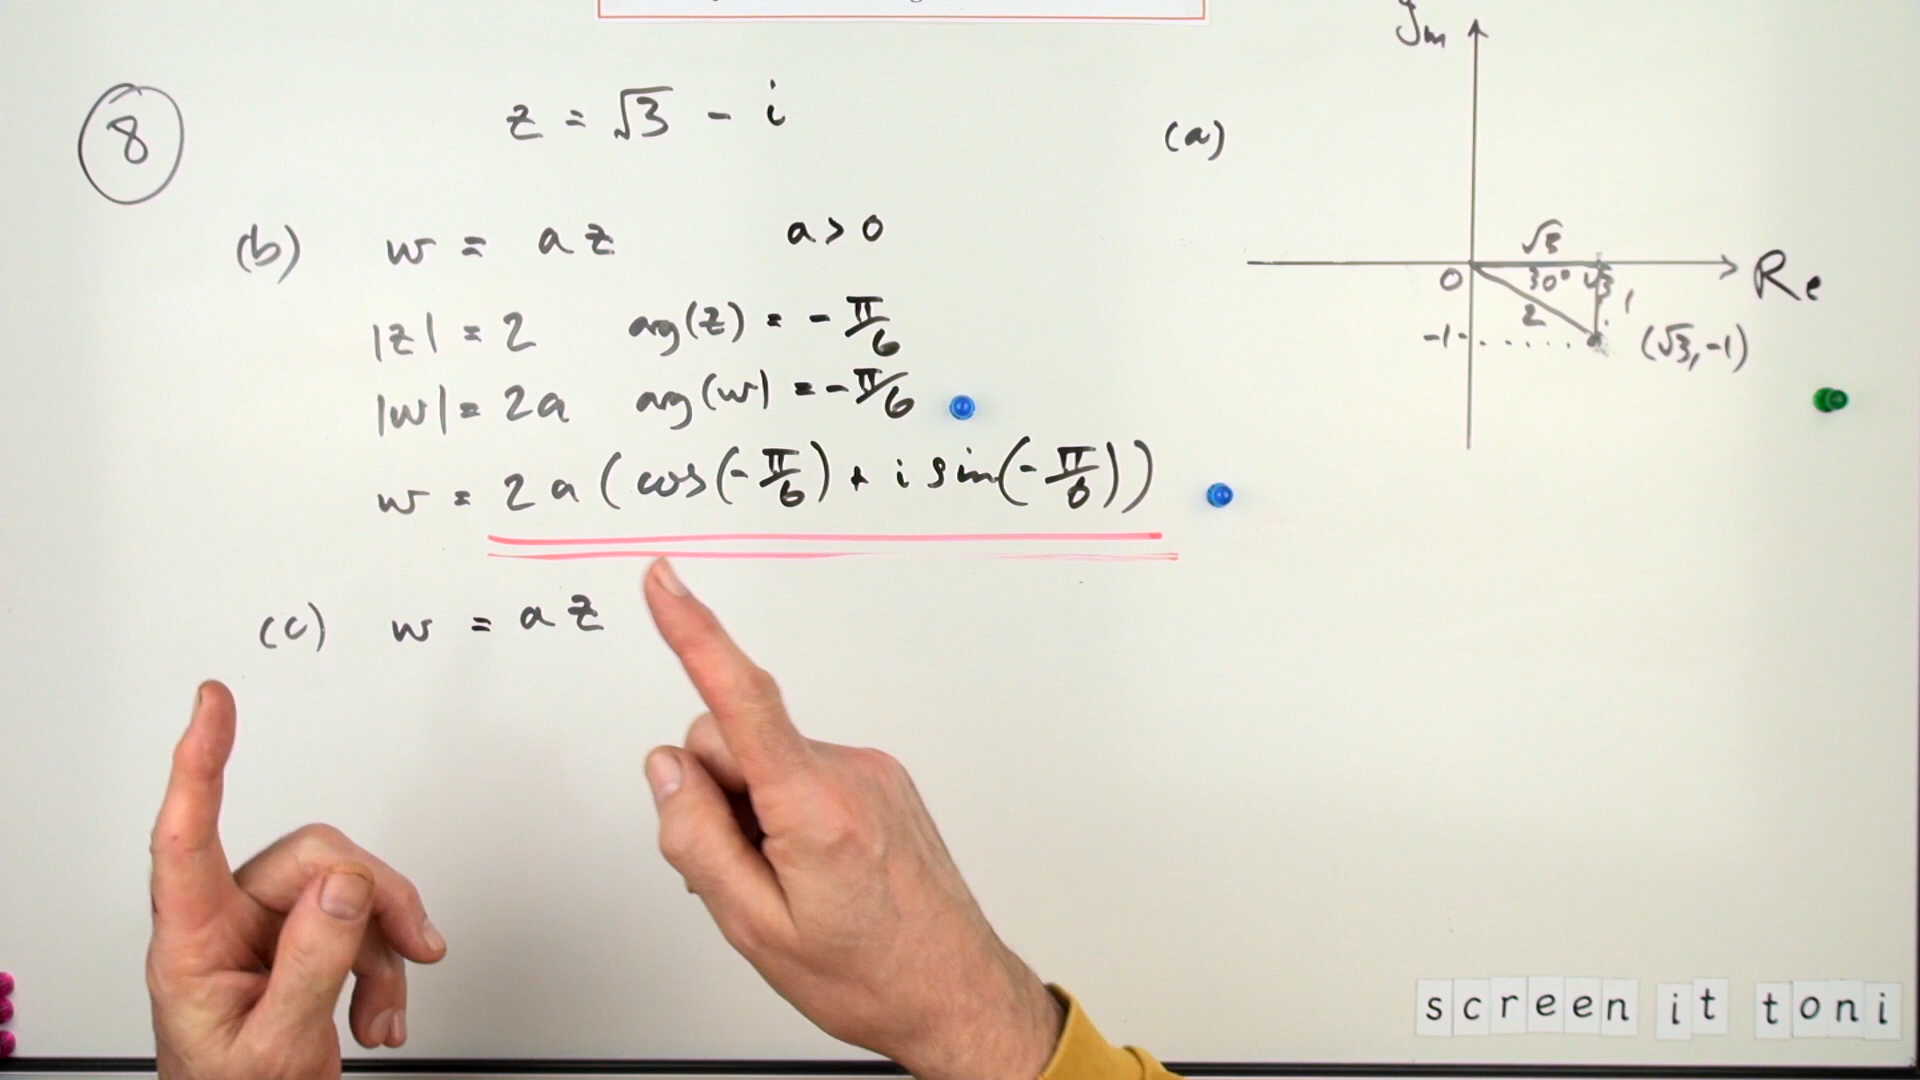 8
z = √3 - i
(b) w = az a > 0
|z| = 2 arg(z) = -π/6
|w| = 2a arg(w) = -π/6
w = 2a(cos(-π/6) + i sin(-π/6))
(c) w = az
(a)
Im
√3
0 30° √3 Re
2 1
-1 (√3, -1)
screen it toni